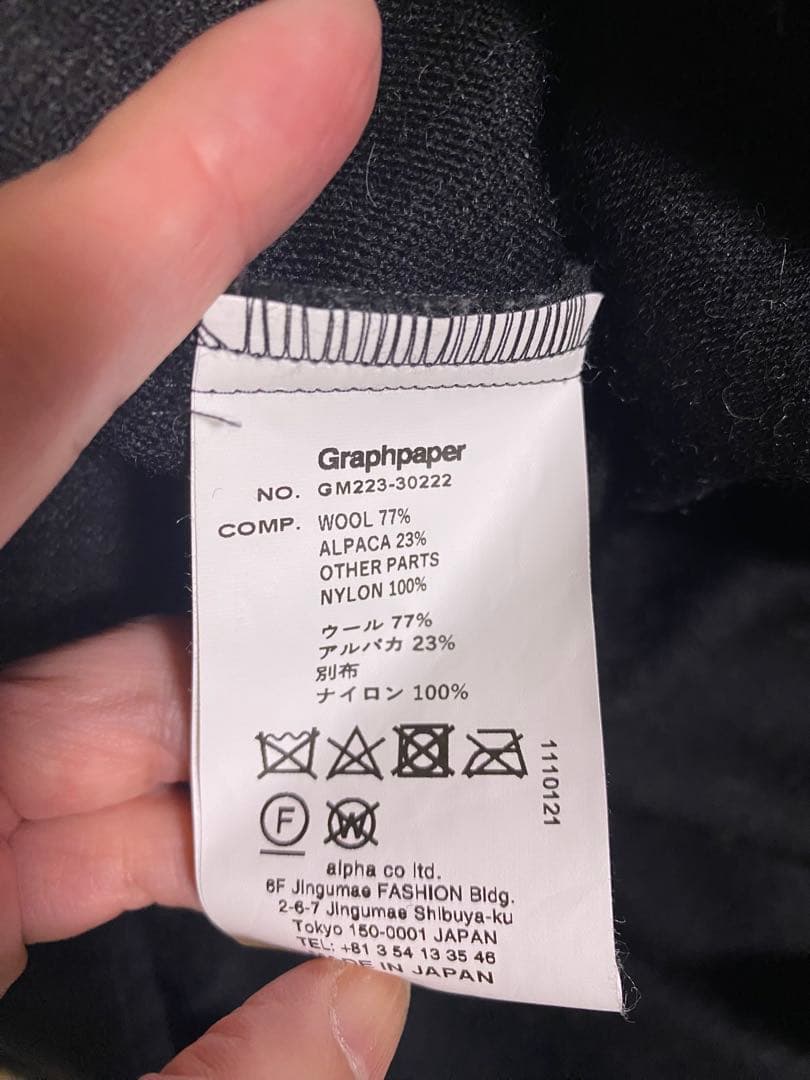 Graphpaper
NO. GM223-30222
COMP. WOOL 77%
ALPACA 23%
OTHER PARTS
NYLON 100%
ウール 77%
アルパカ 23%
別布
ナイロン 100%
1110121
F W
alpha co ltd.
6F Jingumae FASHION Bldg.
2-6-7 Jingumae Shibuya-ku
Tokyo 150-0001 JAPAN
TEL: +81 3 54 13 35 46
MADE IN JAPAN